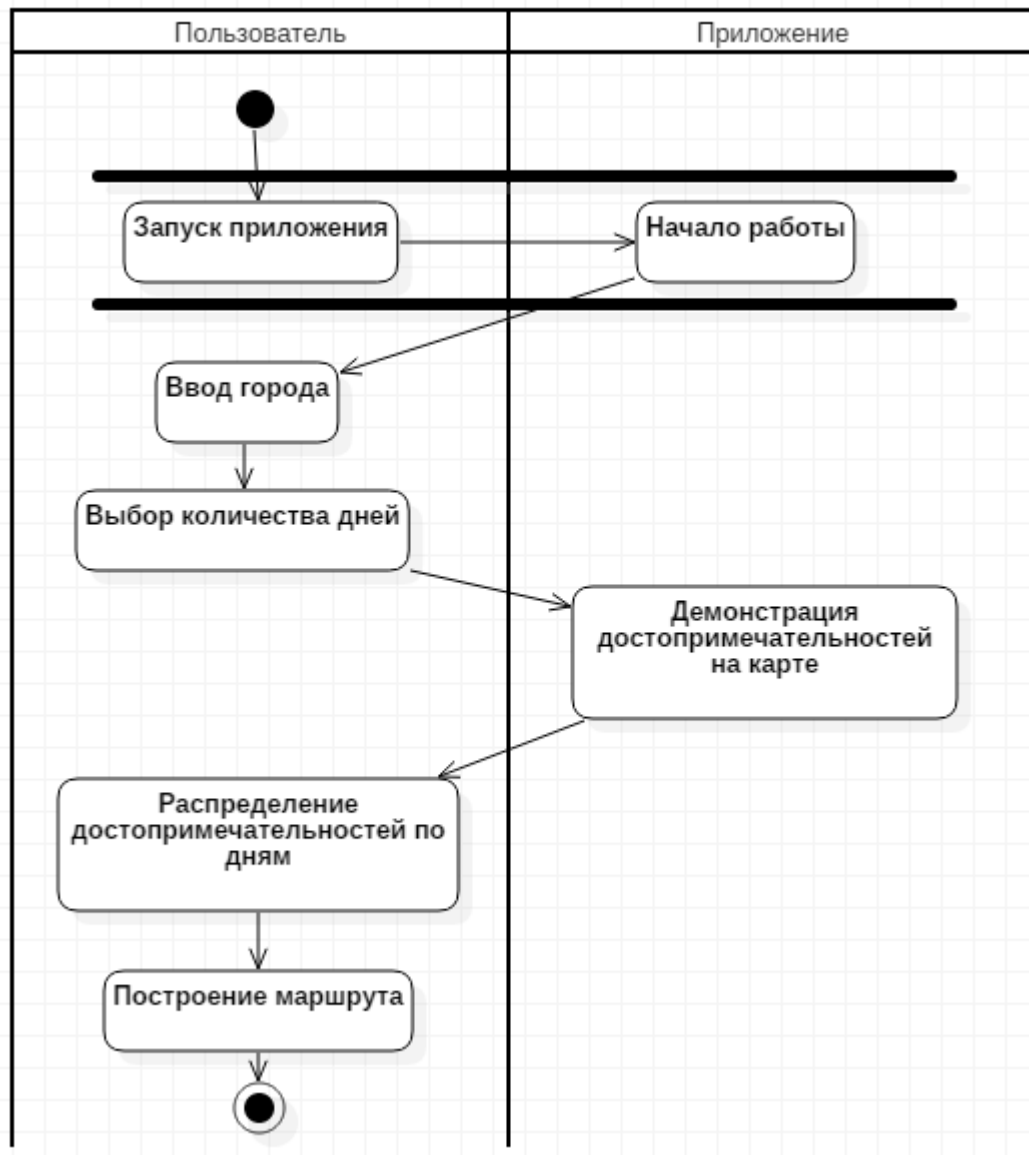 Пользователь
Приложение
Запуск приложения
Начало работы
Ввод города
Выбор количества дней
Демонстрация
достопримечательностей
на карте
Распределение
достопримечательностей по
дням
Построение маршрута